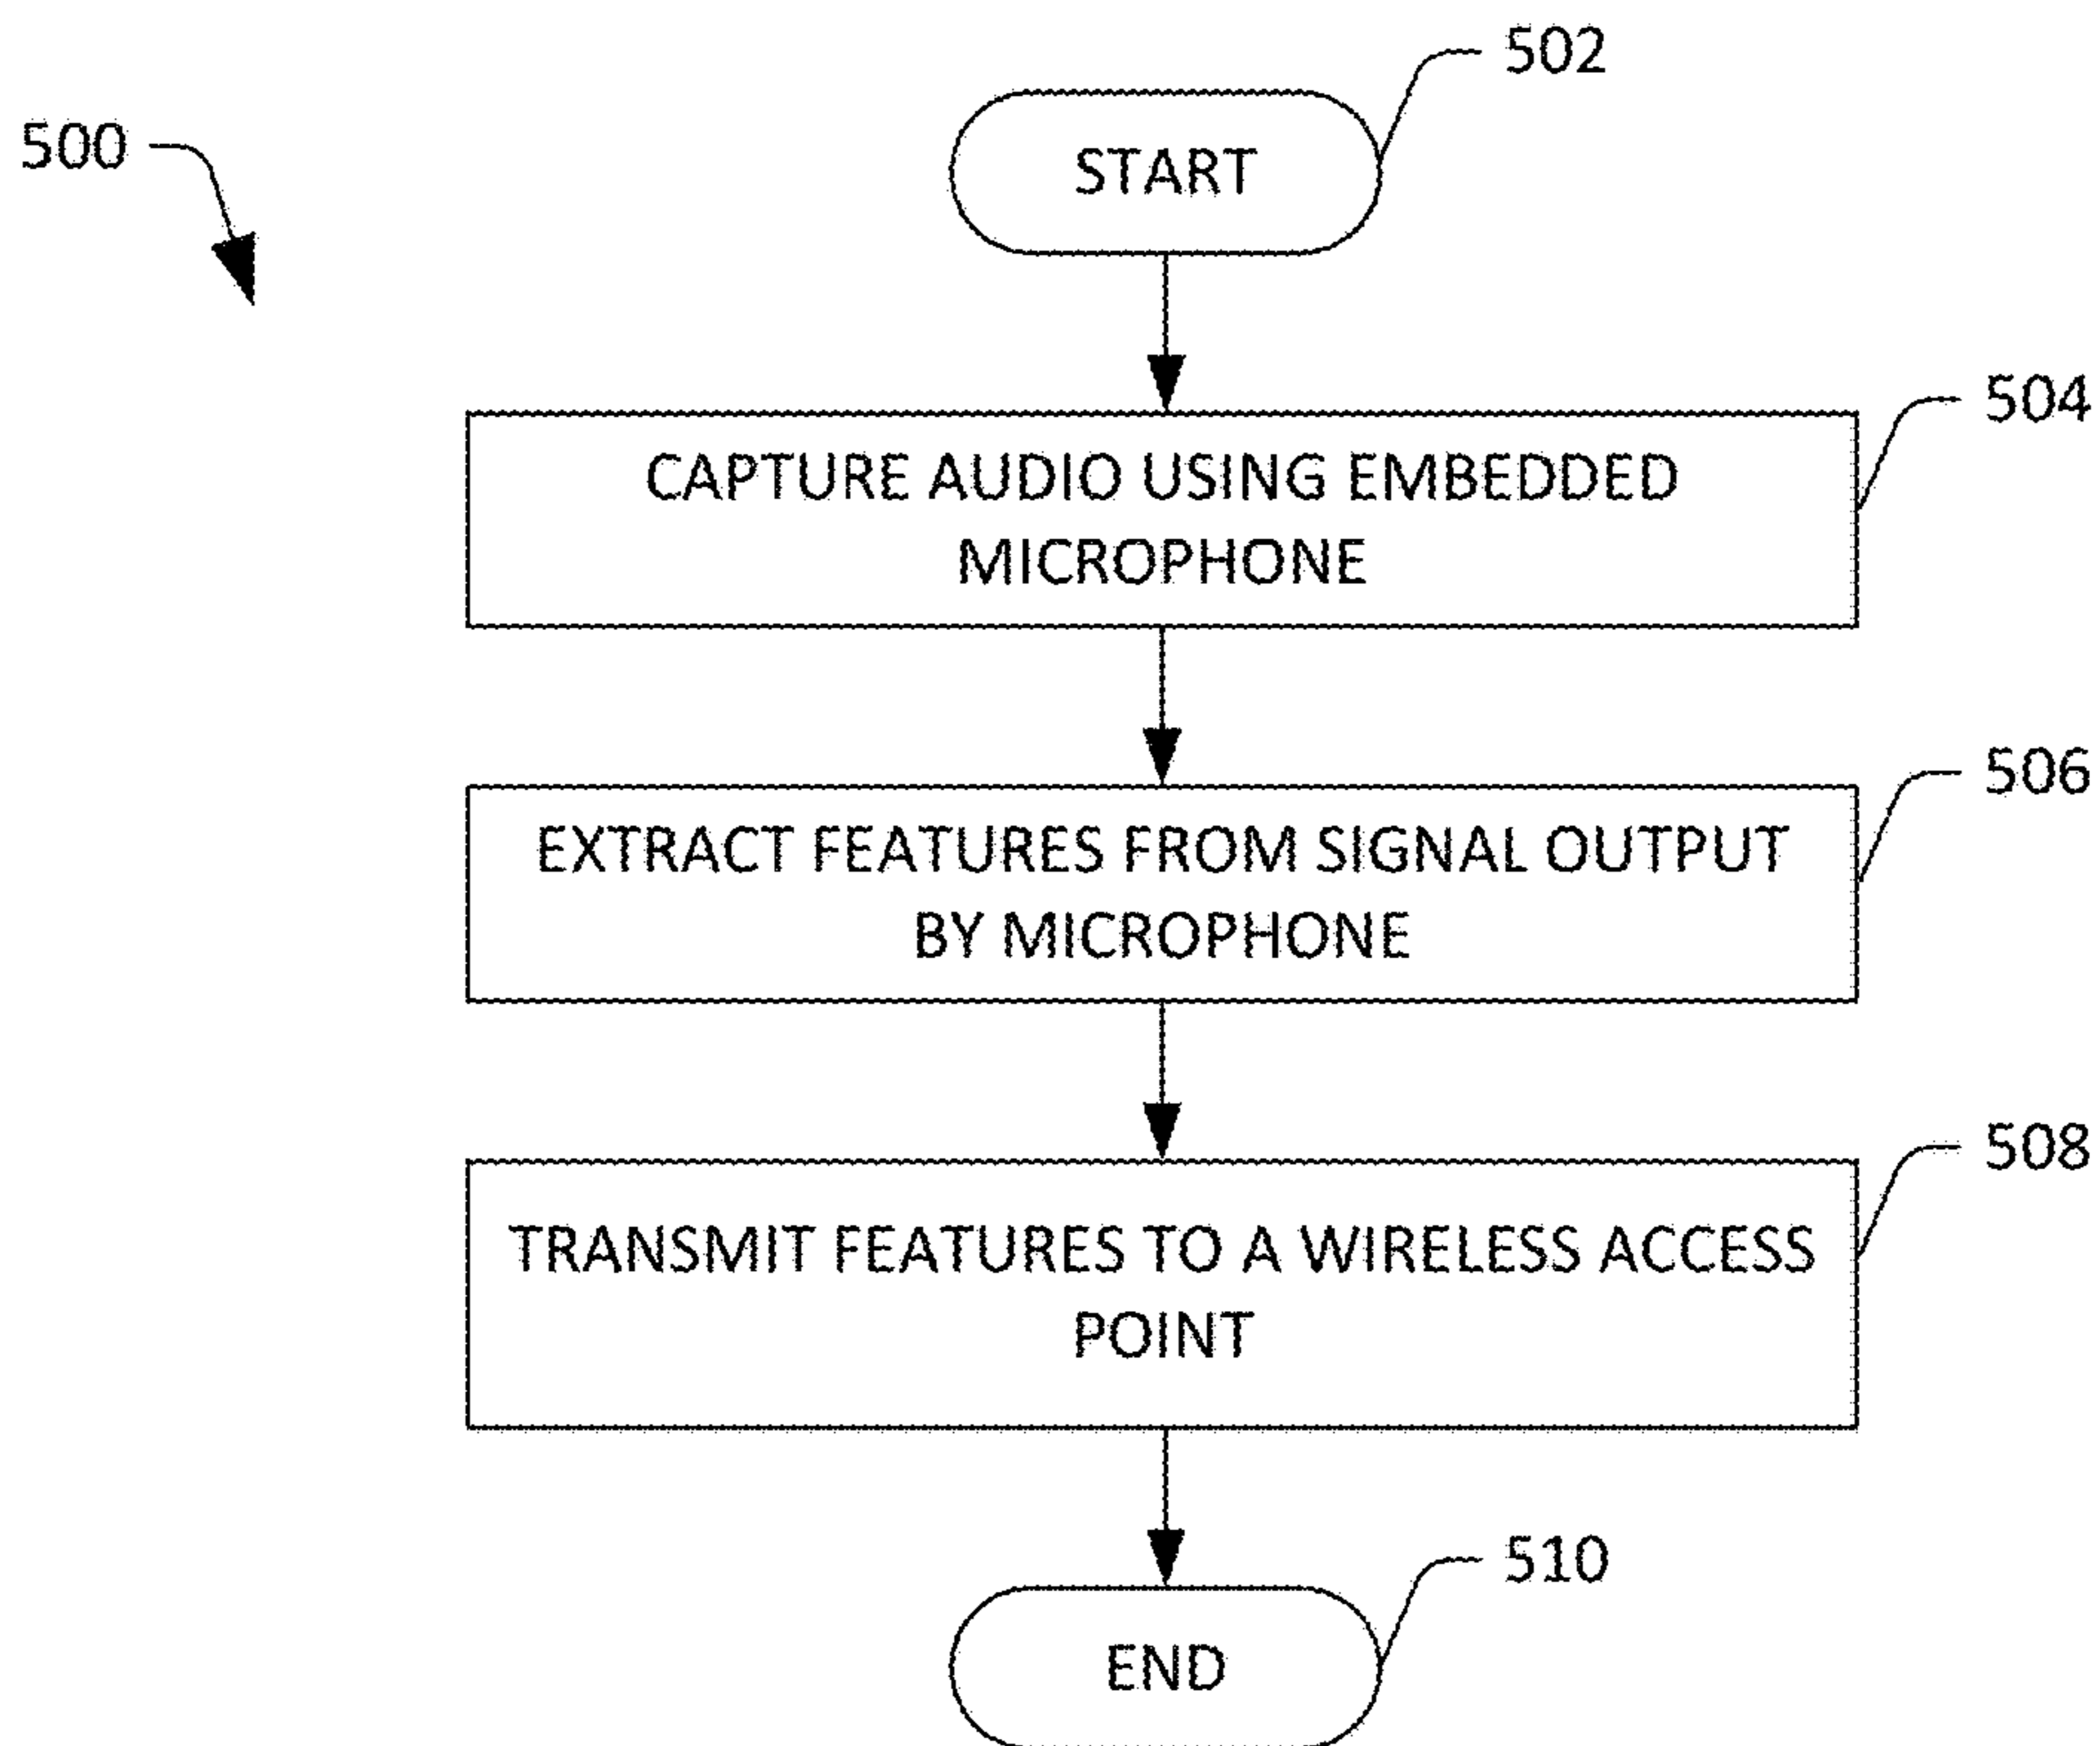 502
500
START
504
CAPTURE AUDIO USING EMBEDDED
MICROPHONE
506
EXTRACT FEATURES FROM SIGNAL OUTPUT
BY MICROPHONE
508
TRANSMIT FEATURES TO A WIRELESS ACCESS
POINT
510
END